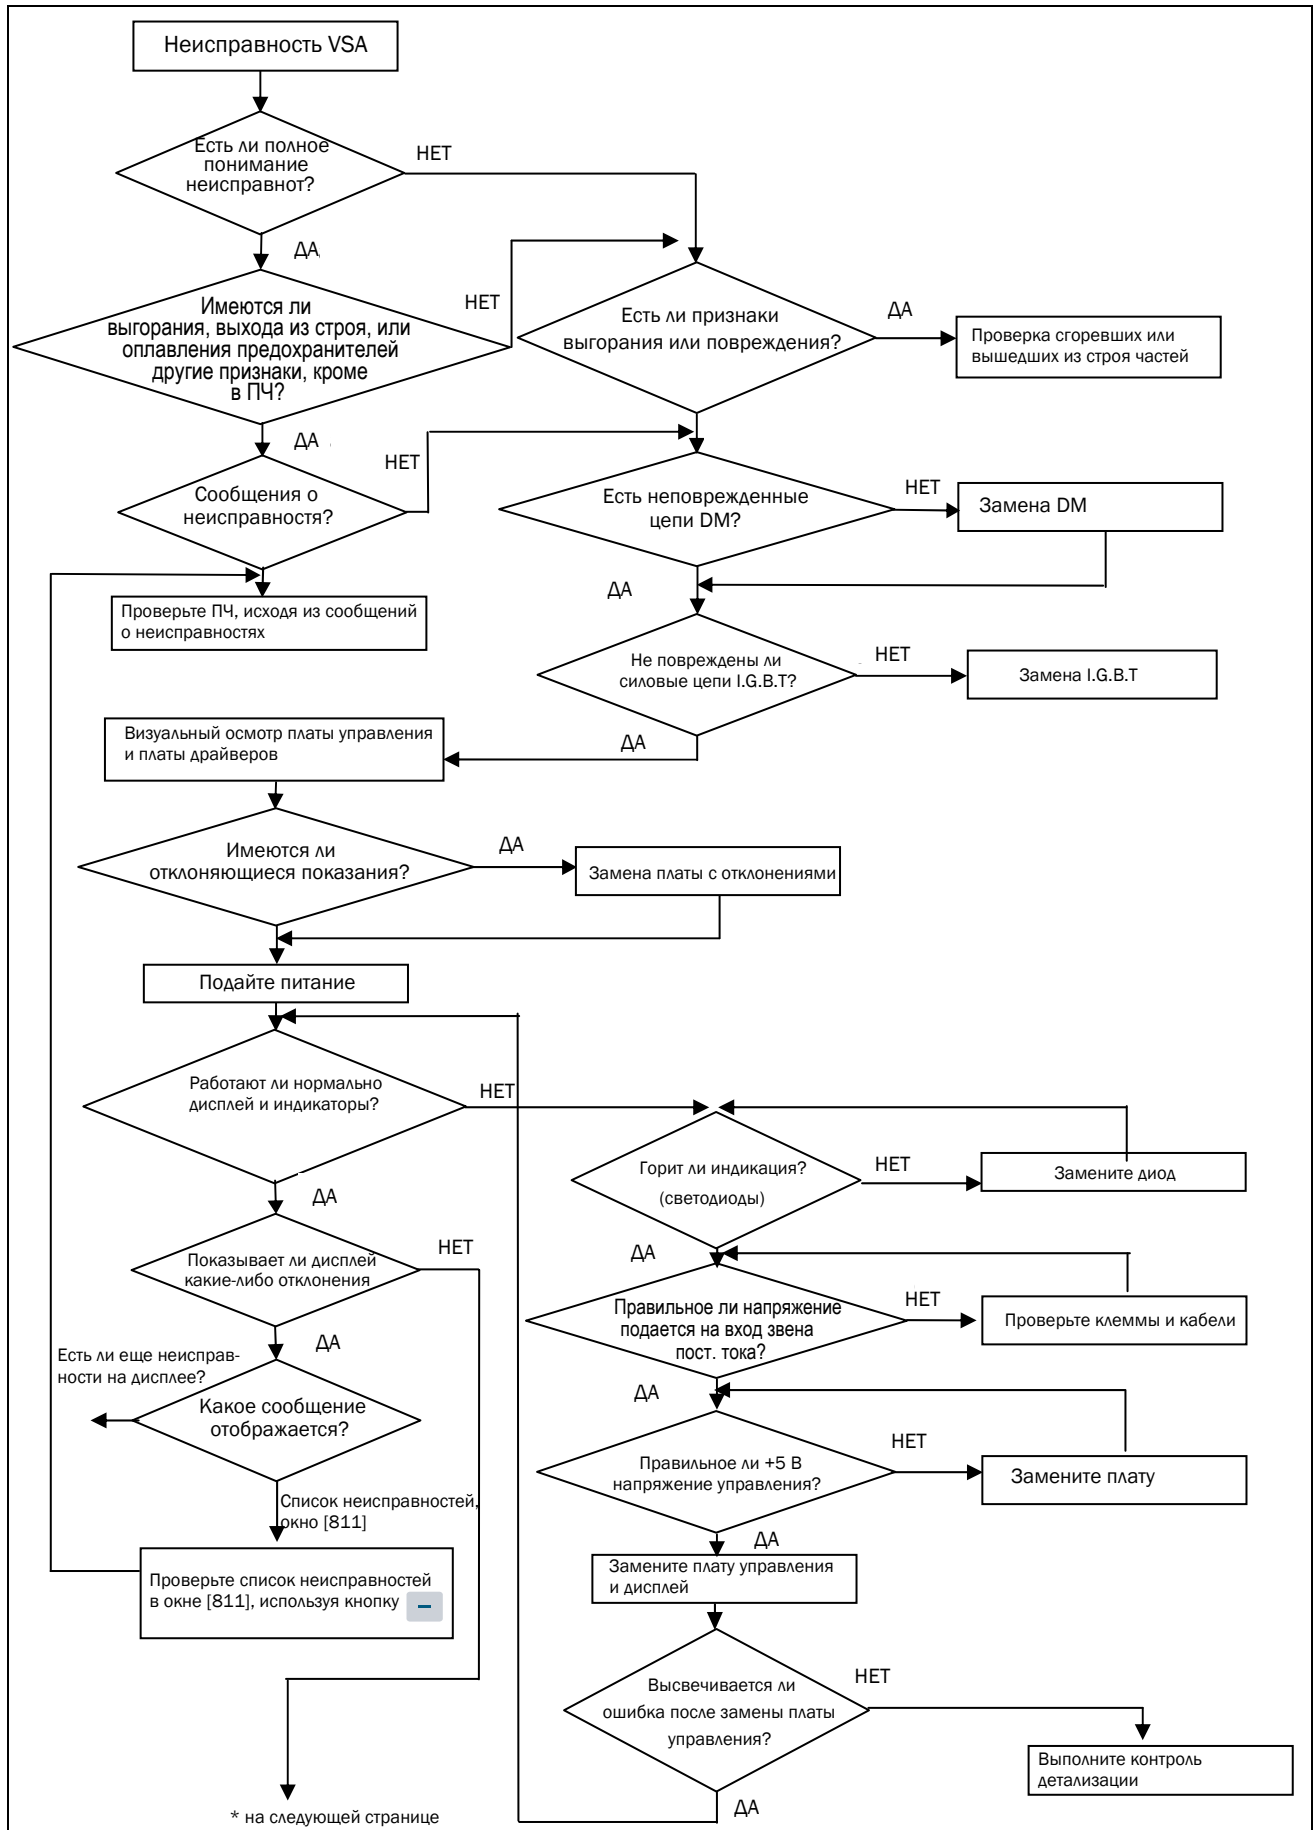 Неисправность VSA
Есть ли полное
понимание
неисправнот?
НЕТ
ДА
Имеются ли
выгорания, выхода из строя, или
оплавления предохранителей
другие признаки, кроме
в ПЧ?
НЕТ
Есть ли признаки
выгорания или повреждения?
ДА
Проверка сгоревших или
вышедших из строя частей
ДА
НЕТ
Сообщения о
неисправностя?
Есть неповрежденные
цепи DM?
НЕТ
Замена DM
ДА
Проверьте ПЧ, исходя из сообщений
о неисправностях
Не повреждены ли
силовые цепи I.G.B.T?
НЕТ
Замена I.G.B.T
ДА
Визуальный осмотр платы управления
и платы драйверов
Имеются ли
отклоняющиеся показания?
ДА
Замена платы с отклонениями
Подайте питание
Работают ли нормально
дисплей и индикаторы?
НЕТ
Горит ли индикация?
(светодиоды)
НЕТ
Замените диод
ДА
Показывает ли дисплей
какие-либо отклонения
НЕТ
ДА
Правильное ли напряжение
подается на вход звена
пост. тока?
НЕТ
Проверьте клеммы и кабели
ДА
Есть ли еще неисправ-
ности на дисплее?
Какое сообщение
отображается?
ДА
Правильное ли +5 В
напряжение управления?
НЕТ
Замените плату
Список неисправностей,
окно [811]
ДА
Проверьте список неисправностей
в окне [811], используя кнопку –
Замените плату управления
и дисплей
Высвечивается ли
ошибка после замены платы
управления?
НЕТ
Выполните контроль
детализации
ДА
* на следующей странице